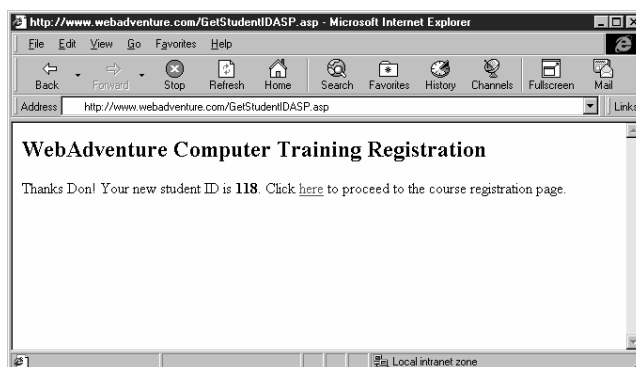 http://www.webadventure.com/GetStudentIDASP.asp - Microsoft Internet Explorer
File Edit View Go Favorites Help
Back Forward Stop Refresh Home Search Favorites History Channels Fullscreen Mail
Address http://www.webadventure.com/GetStudentIDASP.asp Links
WebAdventure Computer Training Registration
Thanks Don! Your new student ID is 118. Click here to proceed to the course registration page.
Local intranet zone